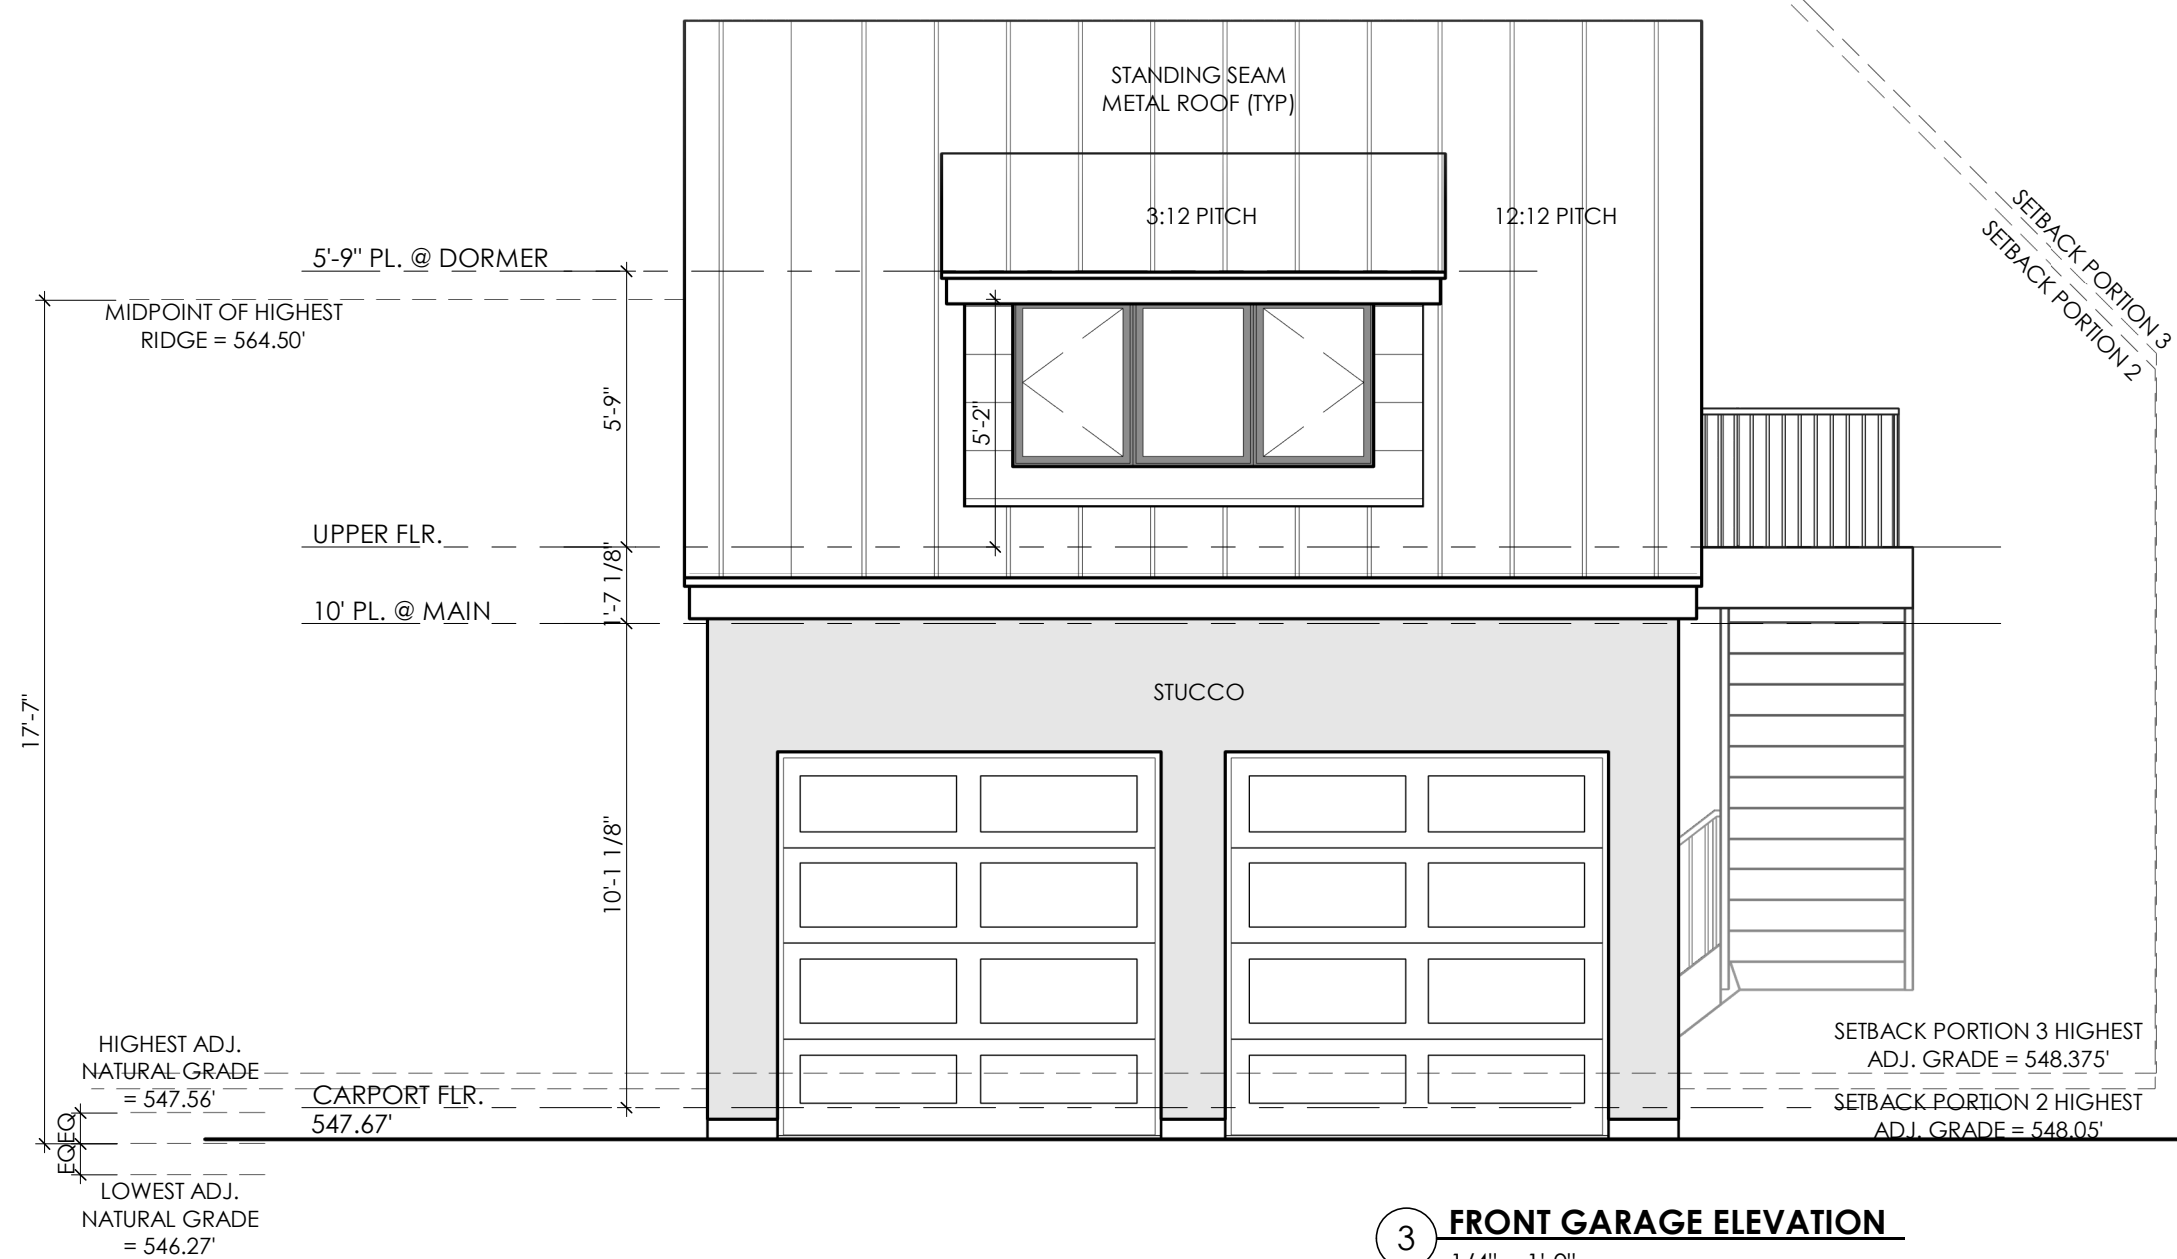 STANDING SEAM
METAL ROOF (TYP)
3:12 PITCH
12:12 PITCH
SETBACK PORTION 3
SETBACK PORTION 2
5'-9" PL. @ DORMER
MIDPOINT OF HIGHEST
RIDGE = 564.50'
5'-9"
5'-2"
UPPER FLR.
1'-7 1/8"
10' PL. @ MAIN
STUCCO
17'-7"
10'-1 1/8"
HIGHEST ADJ.
NATURAL GRADE
= 547.56'
CARPORT FLR.
547.67'
SETBACK PORTION 3 HIGHEST
ADJ. GRADE = 548.375'
SETBACK PORTION 2 HIGHEST
ADJ. GRADE = 548.05'
EQ
EQ
LOWEST ADJ.
NATURAL GRADE
= 546.27'
3
FRONT GARAGE ELEVATION
1/4" = 1'-0"